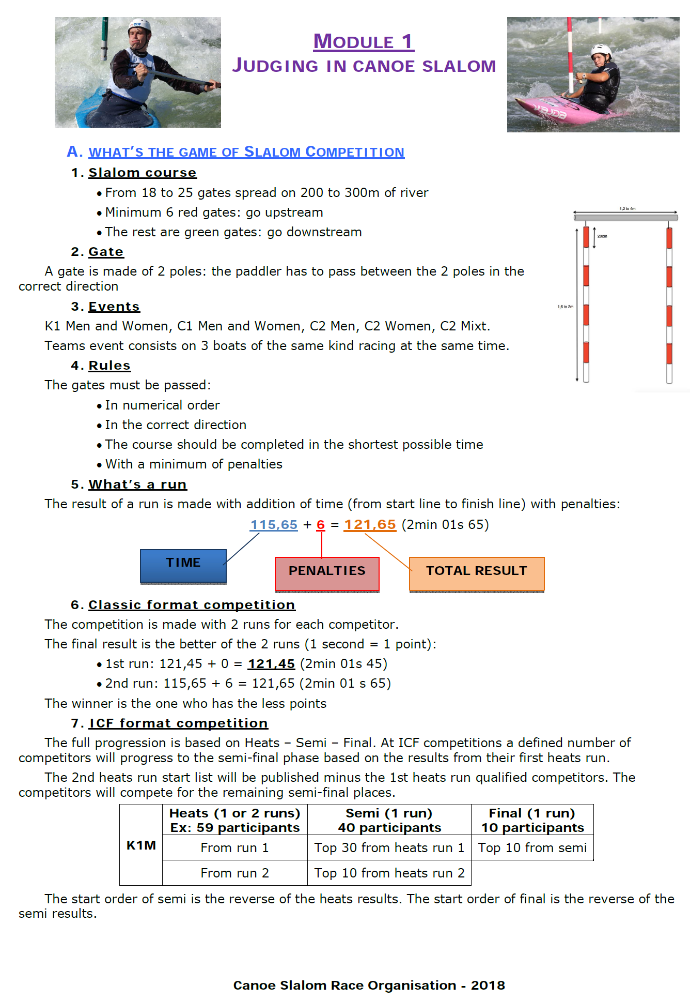 MODULE 1
JUDGING IN CANOE SLALOM
eDF
VAJDA
A. WHAT'S THE GAME OF SLALOM COMPETITION
1. Slalom course
• From 18 to 25 gates spread on 200 to 300m of river
• Minimum 6 red gates: go upstream
• The rest are green gates: go downstream
1,2 to 4m
20cm
1,6 to 2m
2. Gate
A gate is made of 2 poles: the paddler has to pass between the 2 poles in the
correct direction
3. Events
K1 Men and Women, C1 Men and Women, C2 Men, C2 Women, C2 Mixt.
Teams event consists on 3 boats of the same kind racing at the same time.
4. Rules
The gates must be passed:
• In numerical order
• In the correct direction
• The course should be completed in the shortest possible time
• With a minimum of penalties
5. What's a run
The result of a run is made with addition of time (from start line to finish line) with penalties:
115,65 + 6 = 121,65 (2min 01s 65)
TIME
PENALTIES
TOTAL RESULT
6. Classic format competition
The competition is made with 2 runs for each competitor.
The final result is the better of the 2 runs (1 second = 1 point):
• 1st run: 121,45 + 0 = 121,45 (2min 01s 45)
• 2nd run: 115,65 + 6 = 121,65 (2min 01 s 65)
The winner is the one who has the less points
7. ICF format competition
The full progression is based on Heats – Semi – Final. At ICF competitions a defined number of
competitors will progress to the semi-final phase based on the results from their first heats run.
The 2nd heats run start list will be published minus the 1st heats run qualified competitors. The
competitors will compete for the remaining semi-final places.
Heats (1 or 2 runs) Semi (1 run) Final (1 run)
Ex: 59 participants 40 participants 10 participants
K1M
From run 1 Top 30 from heats run 1 Top 10 from semi
From run 2 Top 10 from heats run 2
The start order of semi is the reverse of the heats results. The start order of final is the reverse of the
semi results.
Canoe Slalom Race Organisation - 2018